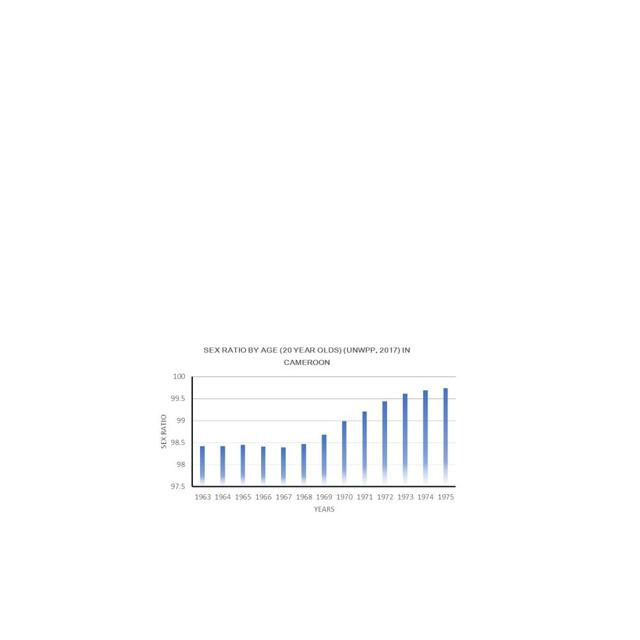 SEX RATIO BY AGE (20 YEAR OLDS) (UNWPP, 2017) IN
CAMEROON
100
99.5
99
98.5
98
97.5
SEX RATIO
1963 1964 1965 1966 1967 1968 1969 1970 1971 1972 1973 1974 1975
YEARS